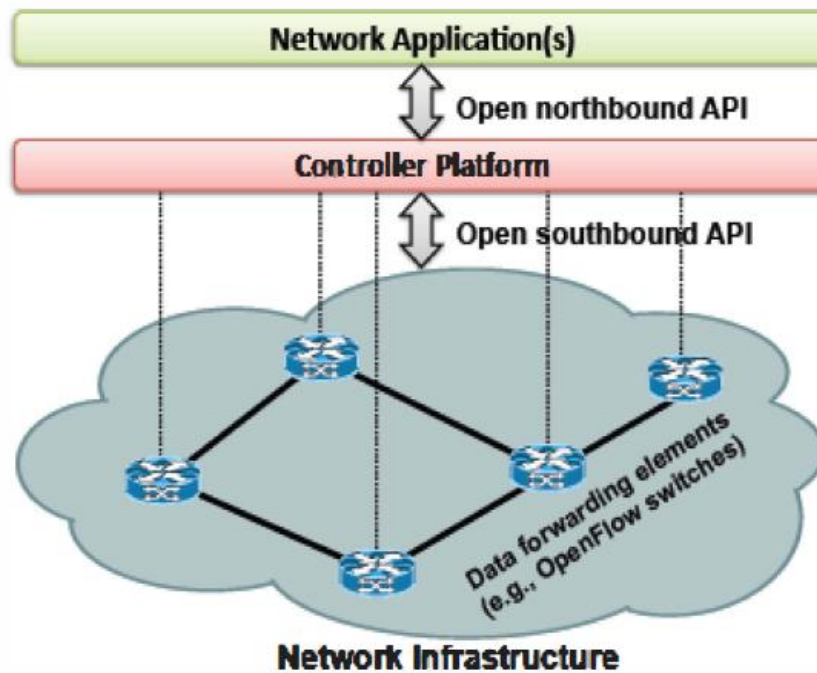 Network Application(s)
Open northbound API
Controller Platform
Open southbound API
Data forwarding elements
(e.g., OpenFlow switches)
Network Infrastructure